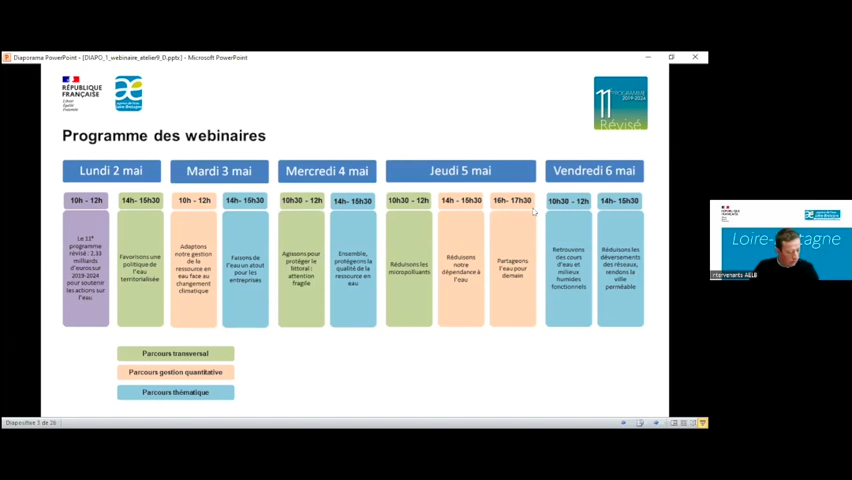 Diaporama PowerPoint - [DIAPO_1_webinaire_atelier9_D.pptx] - Microsoft PowerPoint
RÉPUBLIQUE
FRANÇAISE
Liberté
Égalité
Fraternité
agence de l'eau
Loire-Bretagne
11e PROGRAMME
2019-2024
Révisé
Programme des webinaires
Lundi 2 mai
Mardi 3 mai
Mercredi 4 mai
Jeudi 5 mai
Vendredi 6 mai
10h - 12h
14h- 15h30
10h - 12h
14h- 15h30
10h30 - 12h
14h- 15h30
10h30 - 12h
14h - 15h30
16h- 17h30
10h30 - 12h
14h- 15h30
Le 11e
programme
révisé : 2,33
milliards
d'euros sur
2019-2024
pour soutenir
les actions sur
l'eau
Favorisons une
politique de
l'eau
territorialisée
Adaptons
notre gestion
de la
ressource en
eau face au
changement
climatique
Faisons de
l'eau un atout
pour les
entreprises
Agissons pour
protéger le
littoral :
attention
fragile
Ensemble,
protégeons la
qualité de la
ressource en
eau
Réduisons les
micropolluants
Réduisons
notre
dépendance à
l'eau
Partageons
l'eau pour
demain
Retrouvons
des cours
d'eau et
milieux
humides
fonctionnels
Réduisons les
déversements
des réseaux,
rendons la
ville
perméable
Parcours transversal
Parcours gestion quantitative
Parcours thématique
Diapositive 3 de 26
Loire-Bretagne
Intervenants AELB